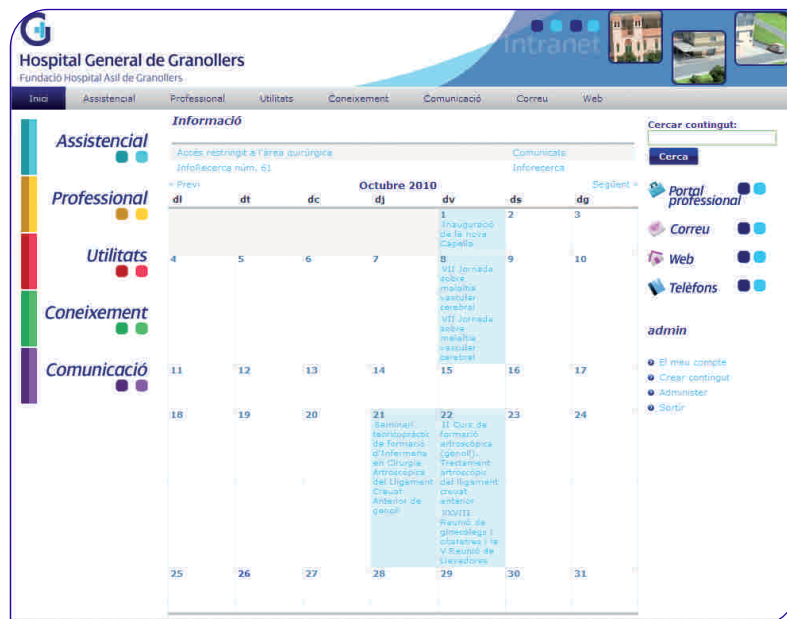 Hospital General de Granollers
Fundació Hospital Asil de Granollers
intranet
Inici Assistencial Professional Utilitats Coneixement Comunicació Correu Web
Assistencial
Professional
Utilitats
Coneixement
Comunicació
Informació
Accés restringit a l'àrea quirúrgica Comunicats
InfoRecerca núm. 61 Inforecerca
« Previ Octubre 2010 Següent »
dl dt dc dj dv ds dg
1 2 3
Inauguració
de la nova
Capella
4 5 6 7 8 9 10
VII Jornada
sobre
malaltia
vascular
cerebral
VII Jornada
sobre
malaltia
vascular
cerebral
11 12 13 14 15 16 17
18 19 20 21 22 23 24
Seminari
teoricopràctic
de formació
d'Infermeria
en Cirurgia
Artroscòpica
del Lligament
Creuat
Anterior de
genoll
II Curs de
formació
artroscòpica
(genoll).
Tractament
artroscòpic
del lligament
creuat
anterior
XXVIII
Reunió de
ginecòlegs i
obstetres i la
V Reunió de
Llevadores
25 26 27 28 29 30 31
Cercar contingut:
Cerca
Portal
professional
Correu
Web
Telèfons
admin
El meu compte
Crear contingut
Administer
Sortir